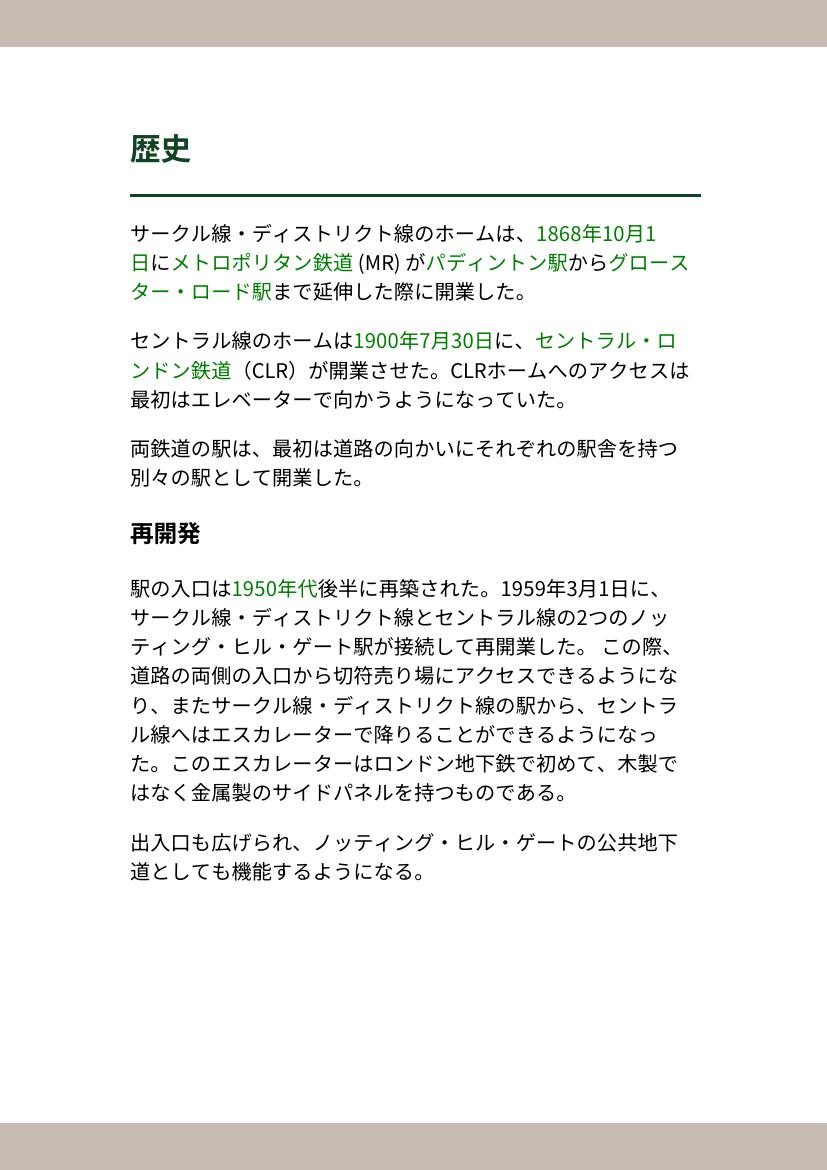 歴史
サークル線・ディストリクト線のホームは、1868年10月1
日にメトロポリタン鉄道 (MR) がパディントン駅からグロース
ター・ロード駅まで延伸した際に開業した。
セントラル線のホームは1900年7月30日に、セントラル・ロ
ンドン鉄道（CLR）が開業させた。CLRホームへのアクセスは
最初はエレベーターで向かうようになっていた。
両鉄道の駅は、最初は道路の向かいにそれぞれの駅舎を持つ
別々の駅として開業した。
再開発
駅の入口は1950年代後半に再築された。1959年3月1日に、
サークル線・ディストリクト線とセントラル線の2つのノッ
ティング・ヒル・ゲート駅が接続して再開業した。 この際、
道路の両側の入口から切符売り場にアクセスできるようにな
り、またサークル線・ディストリクト線の駅から、セントラ
ル線へはエスカレーターで降りることができるようになっ
た。このエスカレーターはロンドン地下鉄で初めて、木製で
はなく金属製のサイドパネルを持つものである。
出入口も広げられ、ノッティング・ヒル・ゲートの公共地下
道としても機能するようになる。